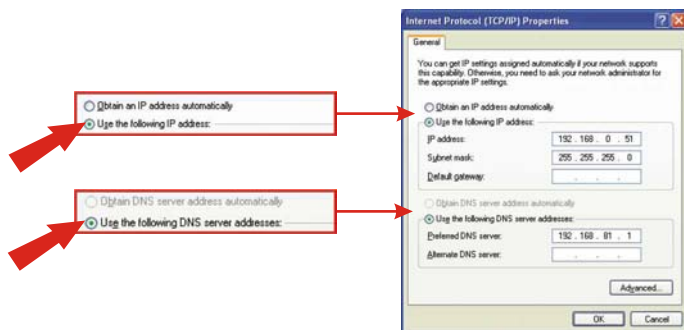 Obtain an IP address automatically
Use the following IP address:
Obtain DNS server address automatically
Use the following DNS server addresses:
Internet Protocol (TCP/IP) Properties
General
You can get IP settings assigned automatically if your network supports
this capability. Otherwise, you need to ask your network administrator for
the appropriate IP settings.
Obtain an IP address automatically
Use the following IP address:
IP address: 192 . 168 . 0 . 51
Subnet mask: 255 . 255 . 255 . 0
Default gateway: . . .
Obtain DNS server address automatically
Use the following DNS server addresses:
Preferred DNS server: 192 . 168 . 81 . 1
Alternate DNS server: . . .
Advanced...
OK Cancel